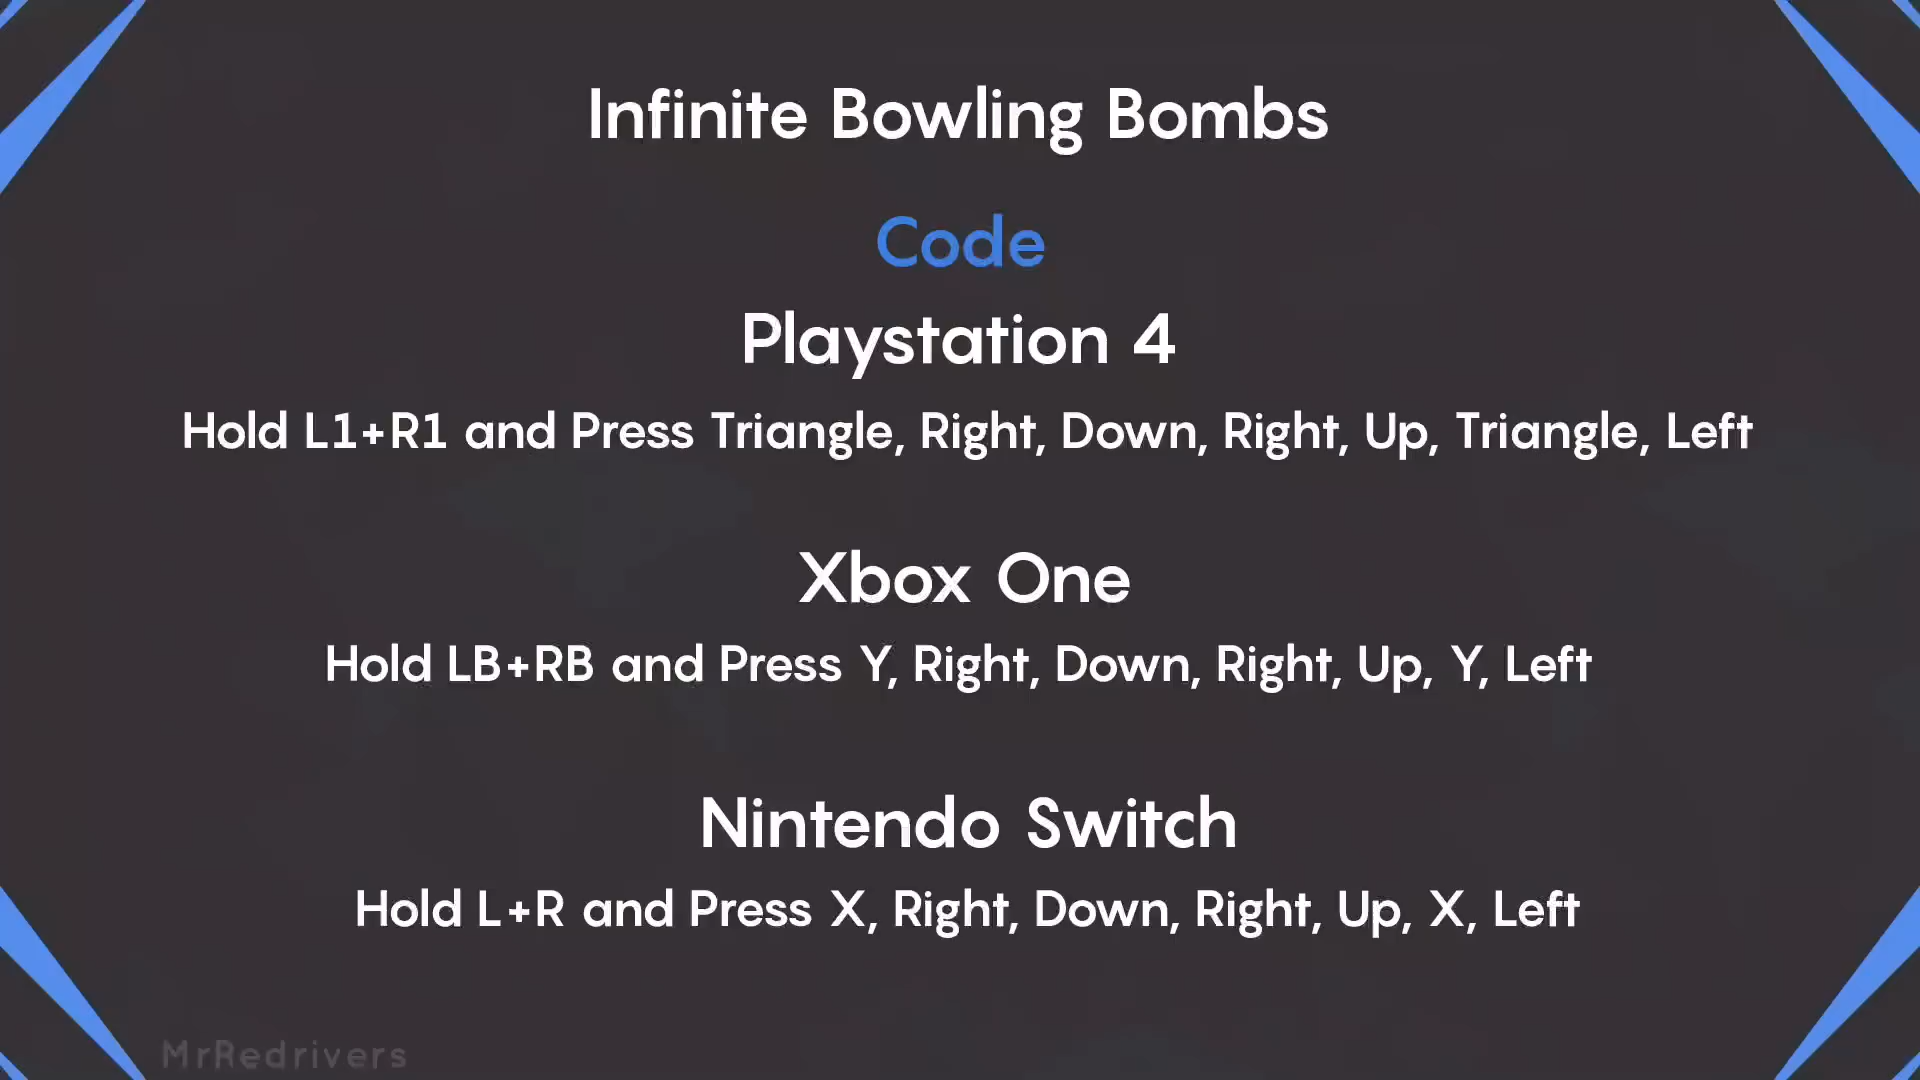 Infinite Bowling Bombs
Code
Playstation 4
Hold L1+R1 and Press Triangle, Right, Down, Right, Up, Triangle, Left
Xbox One
Hold LB+RB and Press Y, Right, Down, Right, Up, Y, Left
Nintendo Switch
Hold L+R and Press X, Right, Down, Right, Up, X, Left
MrRedrivers